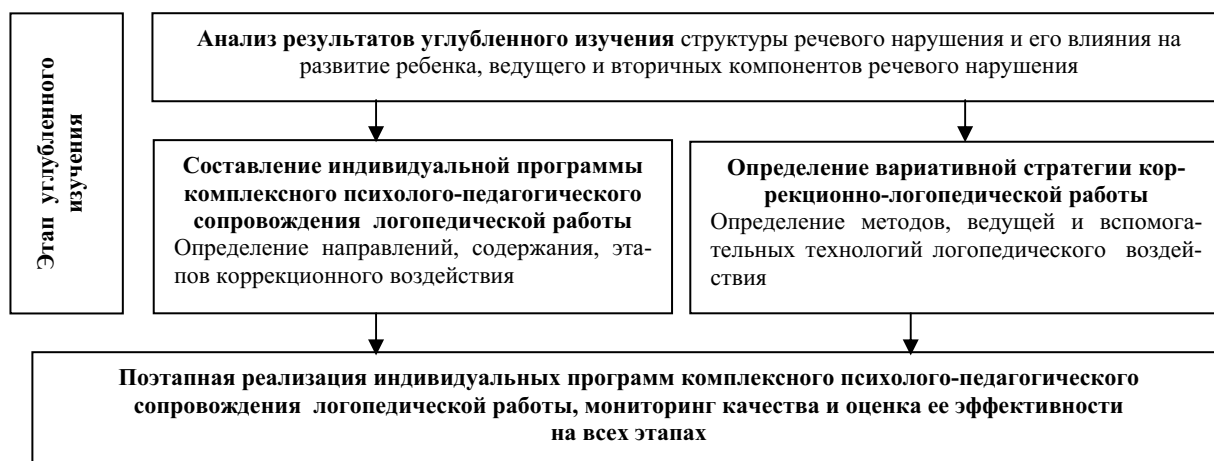 Этап углубленного
изучения
Анализ результатов углубленного изучения структуры речевого нарушения и его влияния на
развитие ребенка, ведущего и вторичных компонентов речевого нарушения
Составление индивидуальной программы
комплексного психолого-педагогического
сопровождения логопедической работы
Определение направлений, содержания, эта-
пов коррекционного воздействия
Определение вариативной стратегии кор-
рекционно-логопедической работы
Определение методов, ведущей и вспомога-
тельных технологий логопедического воздей-
ствия
Поэтапная реализация индивидуальных программ комплексного психолого-педагогического
сопровождения логопедической работы, мониторинг качества и оценка ее эффективности
на всех этапах